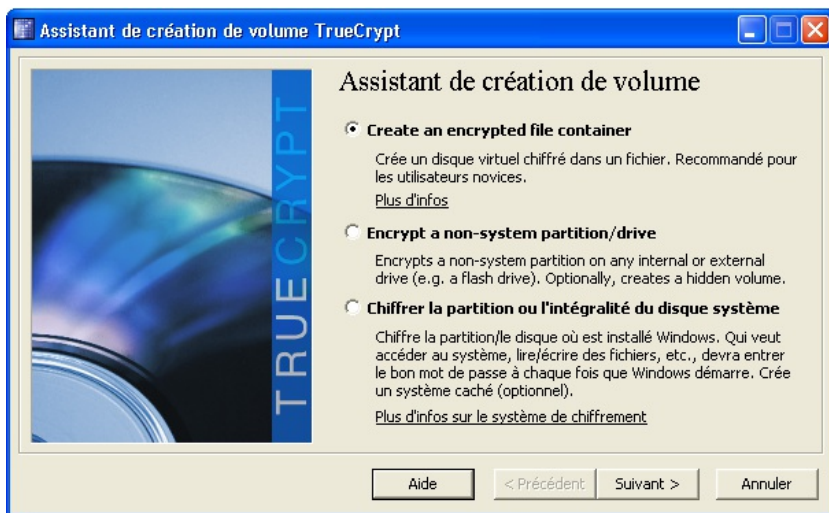 Assistant de création de volume TrueCrypt
TRUECRYPT
Assistant de création de volume
Create an encrypted file container
Crée un disque virtuel chiffré dans un fichier. Recommandé pour
les utilisateurs novices.
Plus d'infos
Encrypt a non-system partition/drive
Encrypts a non-system partition on any internal or external
drive (e.g. a flash drive). Optionally, creates a hidden volume.
Chiffrer la partition ou l'intégralité du disque système
Chiffre la partition/le disque où est installé Windows. Qui veut
accéder au système, lire/écrire des fichiers, etc., devra entrer
le bon mot de passe à chaque fois que Windows démarre. Crée
un système caché (optionnel).
Plus d'infos sur le système de chiffrement
Aide
< Précédent
Suivant >
Annuler